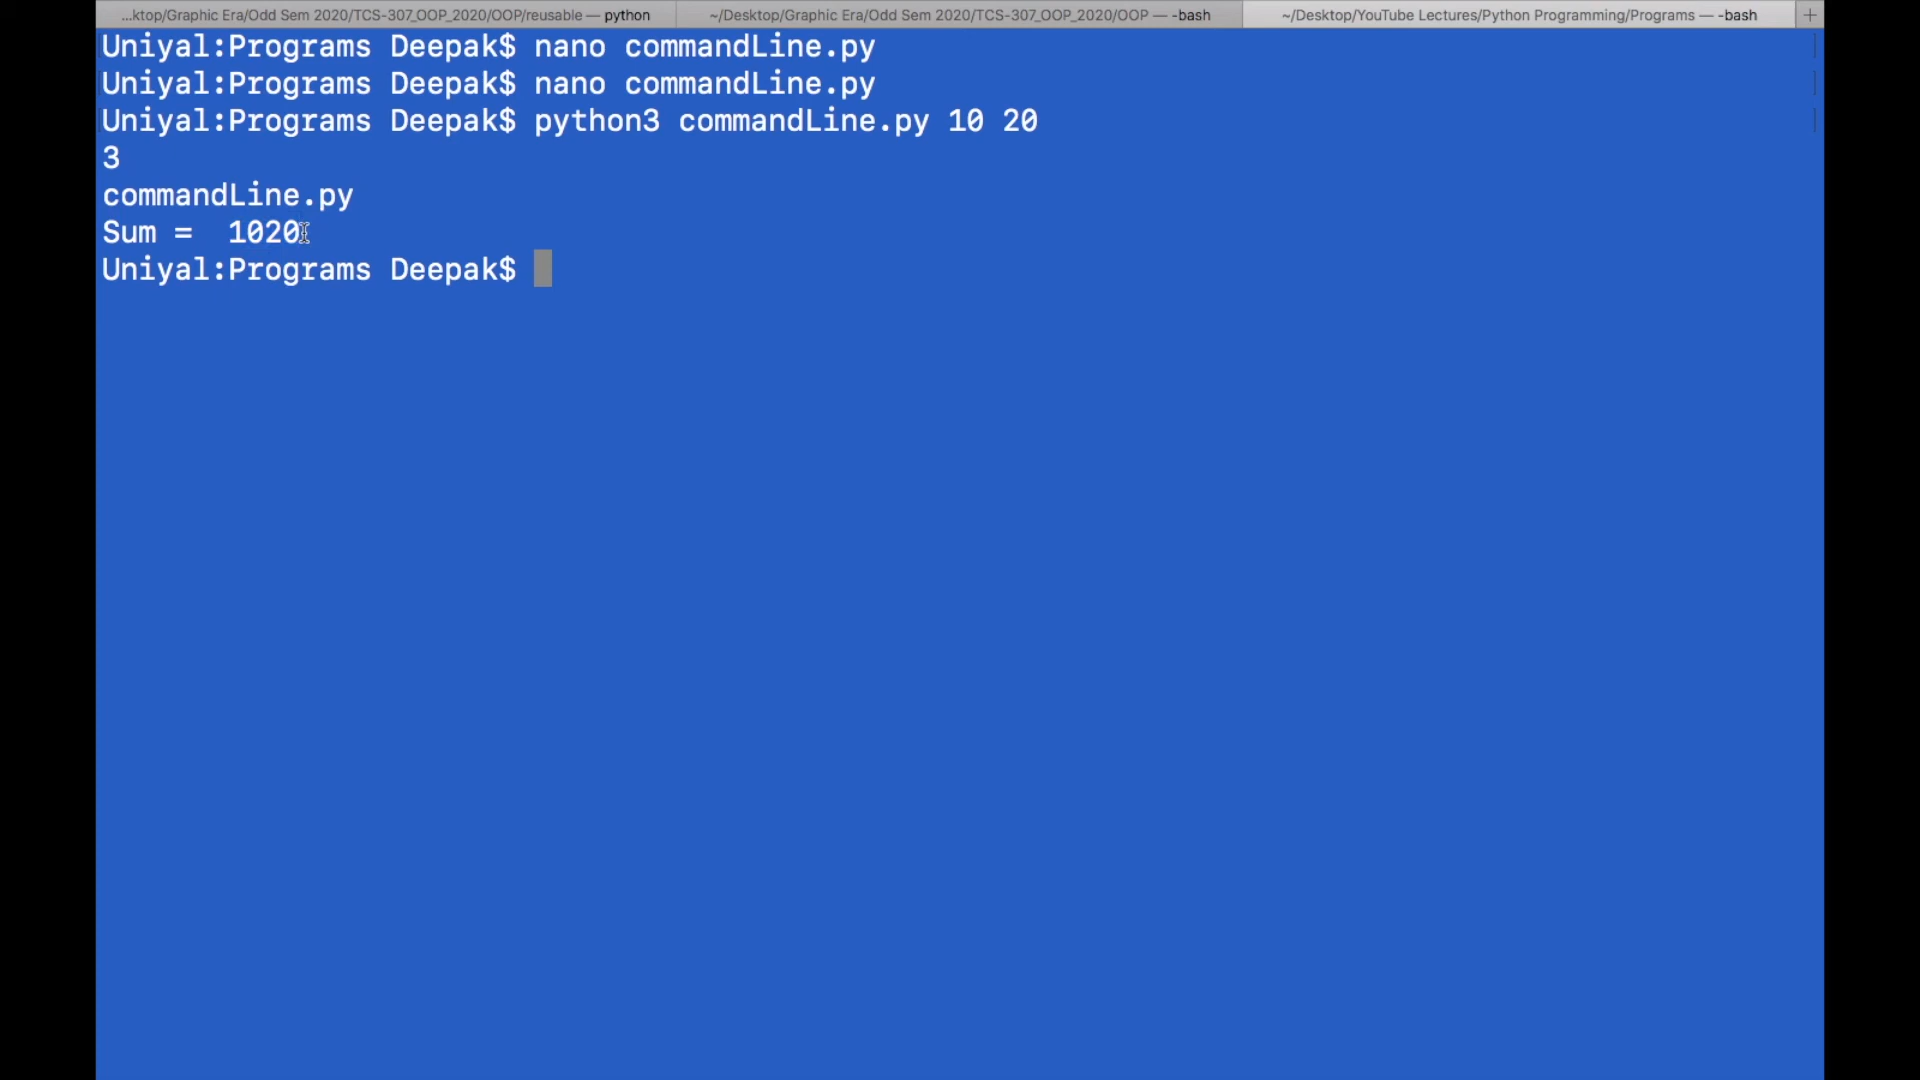 ...ktop/Graphic Era/Odd Sem 2020/TCS-307_OOP_2020/OOP/reusable — python
~/Desktop/Graphic Era/Odd Sem 2020/TCS-307_OOP_2020/OOP — -bash
~/Desktop/YouTube Lectures/Python Programming/Programs — -bash
+
Uniyal:Programs Deepak$ nano commandLine.py
Uniyal:Programs Deepak$ nano commandLine.py
Uniyal:Programs Deepak$ python3 commandLine.py 10 20
3
commandLine.py
Sum =  1020
Uniyal:Programs Deepak$